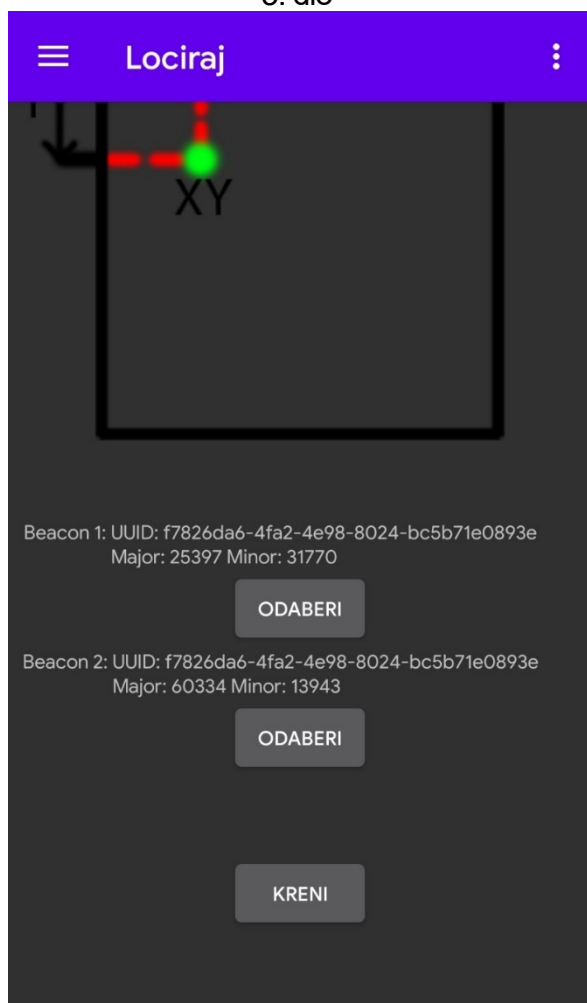 Lociraj
XY
Beacon 1: UUID: f7826da6-4fa2-4e98-8024-bc5b71e0893e
Major: 25397 Minor: 31770
ODABERI
Beacon 2: UUID: f7826da6-4fa2-4e98-8024-bc5b71e0893e
Major: 60334 Minor: 13943
ODABERI
KRENI